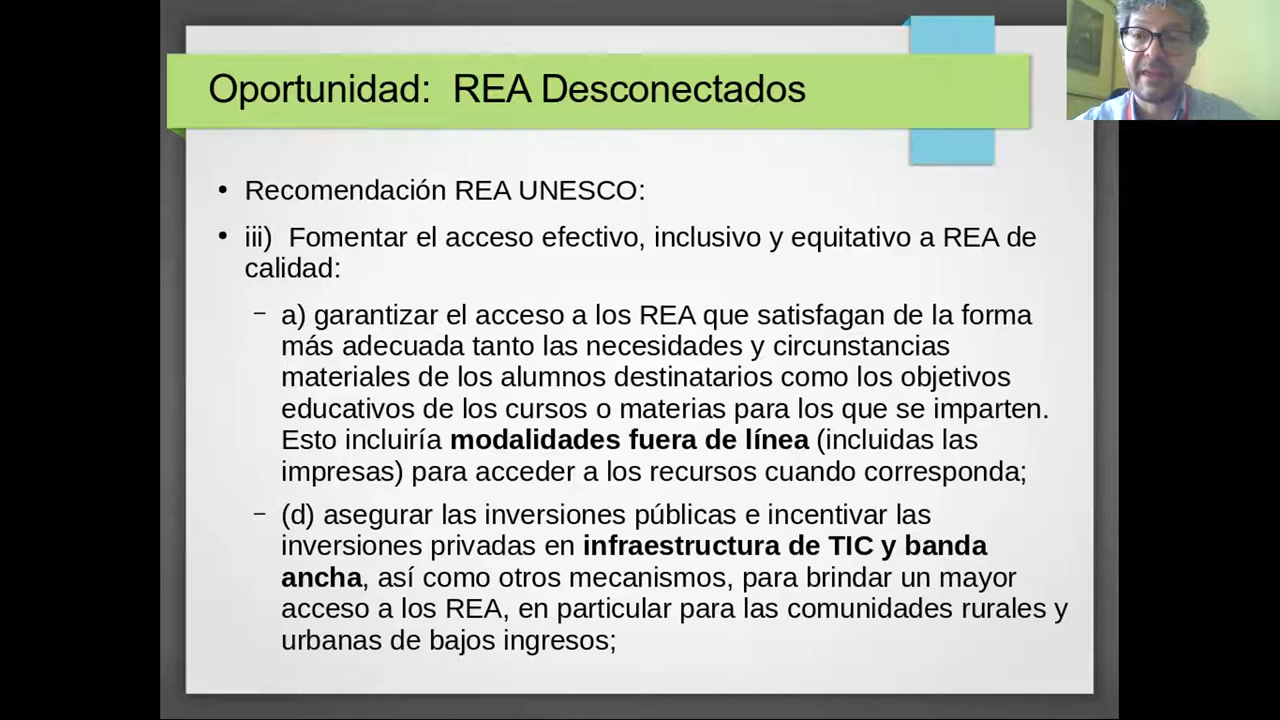 Oportunidad:  REA Desconectados
• Recomendación REA UNESCO:
• iii)  Fomentar el acceso efectivo, inclusivo y equitativo a REA de
calidad:
– a) garantizar el acceso a los REA que satisfagan de la forma
más adecuada tanto las necesidades y circunstancias
materiales de los alumnos destinatarios como los objetivos
educativos de los cursos o materias para los que se imparten.
Esto incluiría modalidades fuera de línea (incluidas las
impresas) para acceder a los recursos cuando corresponda;
– (d) asegurar las inversiones públicas e incentivar las
inversiones privadas en infraestructura de TIC y banda
ancha, así como otros mecanismos, para brindar un mayor
acceso a los REA, en particular para las comunidades rurales y
urbanas de bajos ingresos;